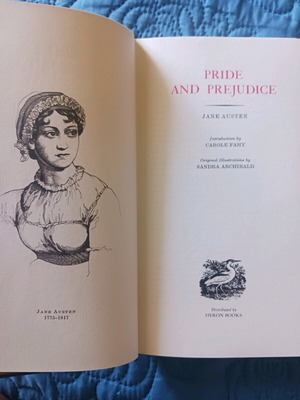 JANE AUSTEN
1775-1817
PRIDE
AND PREJUDICE
JANE AUSTEN
Introduction by
CAROLE FAHY
Original Illustrations by
SANDRA ARCHIBALD
Distributed by
HERON BOOKS